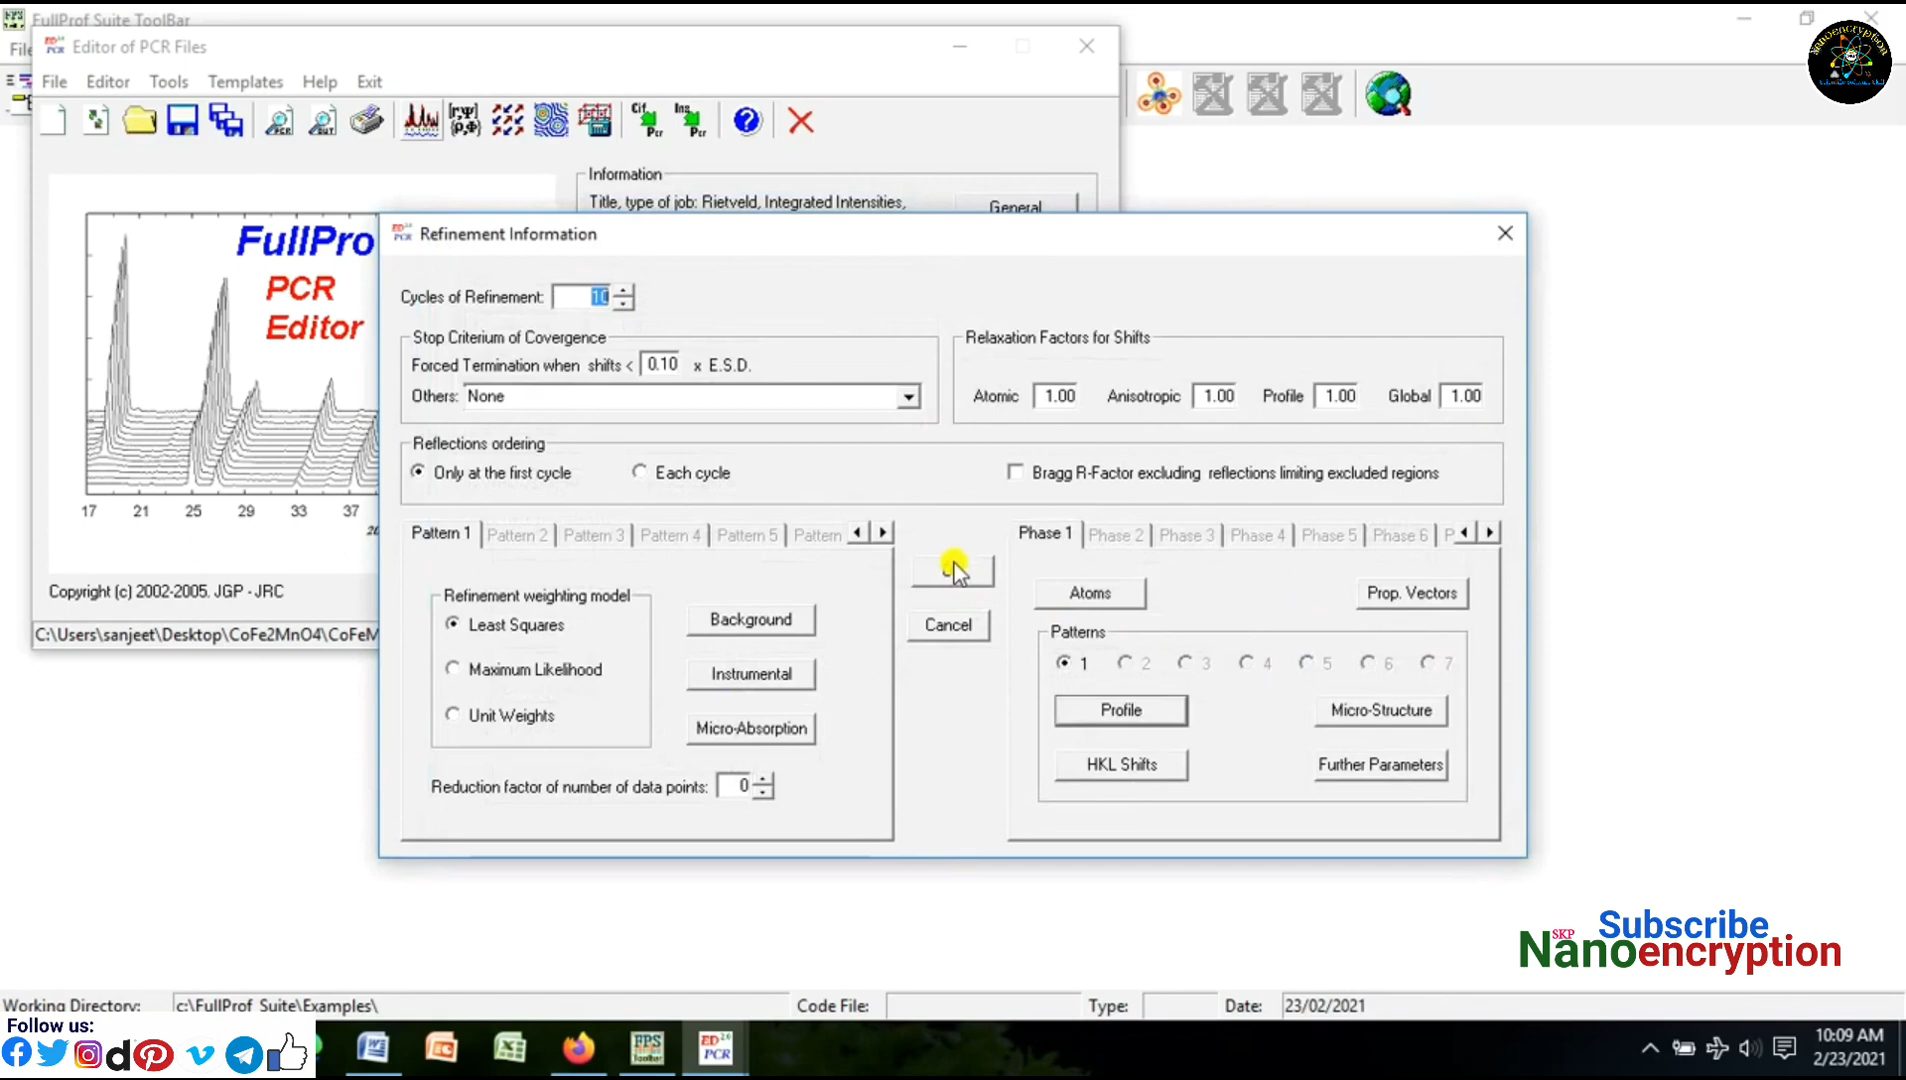 FullProf Suite ToolBar
Editor of PCR Files
File Editor Tools Templates Help Exit
Information
Title, type of job: Rietveld, Integrated Intensities,
General
FullPro
PCR
Editor
17 21 25 29 33 37
Copyright (c) 2002-2005. JGP - JRC
C:\Users\sanjeet\Desktop\CoFe2MnO4\CoFeM
Refinement Information
Cycles of Refinement: 10
Stop Criterium of Covergence
Forced Termination when shifts < 0.10 x E.S.D.
Others: None
Relaxation Factors for Shifts
Atomic 1.00 Anisotropic 1.00 Profile 1.00 Global 1.00
Reflections ordering
Only at the first cycle Each cycle
Bragg R-Factor excluding reflections limiting excluded regions
Pattern 1 Pattern 2 Pattern 3 Pattern 4 Pattern 5 Pattern
Refinement weighting model
Least Squares
Maximum Likelihood
Unit Weights
Background
Instrumental
Micro-Absorption
Reduction factor of number of data points: 0
Cancel
Phase 1 Phase 2 Phase 3 Phase 4 Phase 5 Phase 6 P
Atoms Prop. Vectors
Patterns
1 2 3 4 5 6 7
Profile Micro-Structure
HKL Shifts Further Parameters
Subscribe
SKP
Nanoencryption
Working Directory: c:\FullProf_Suite\Examples\ Code File: Type: Date: 23/02/2021
Follow us:
10:09 AM
2/23/2021